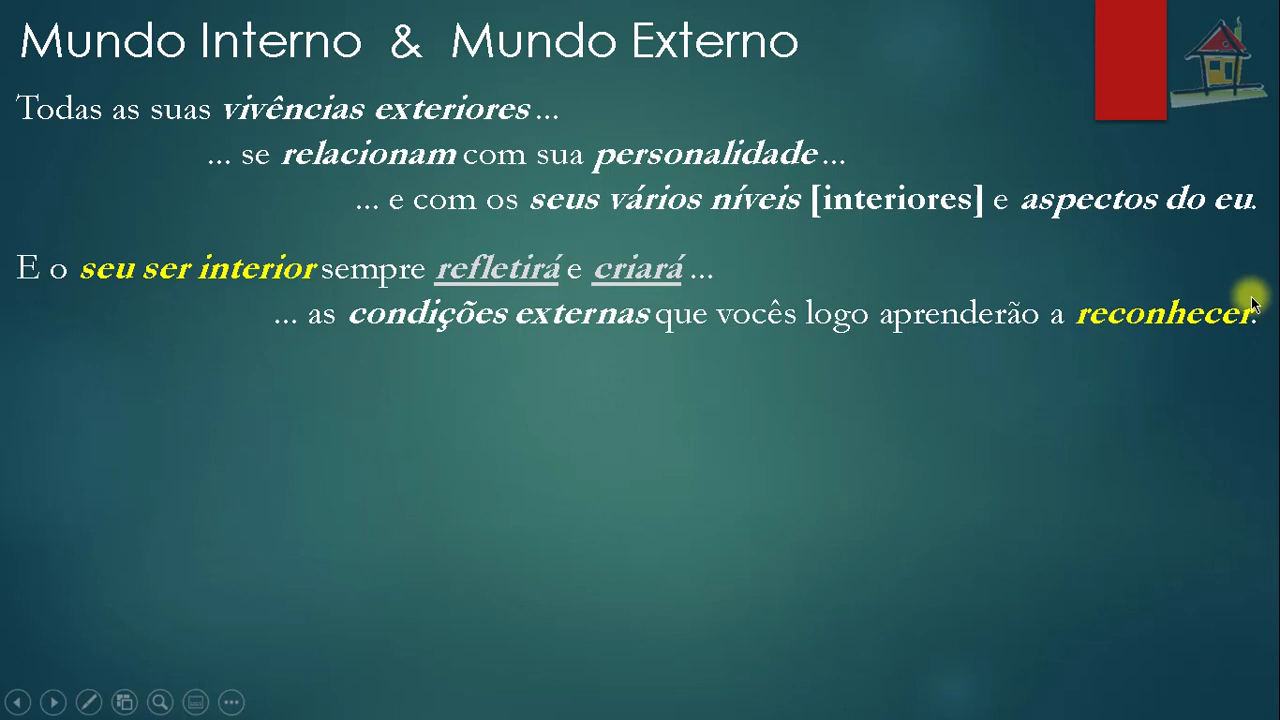 Mundo Interno & Mundo Externo
Todas as suas vivências exteriores ...
... se relacionam com sua personalidade ...
... e com os seus vários níveis [interiores] e aspectos do eu.
E o seu ser interior sempre refletirá e criará ...
... as condições externas que vocês logo aprenderão a reconhecer.